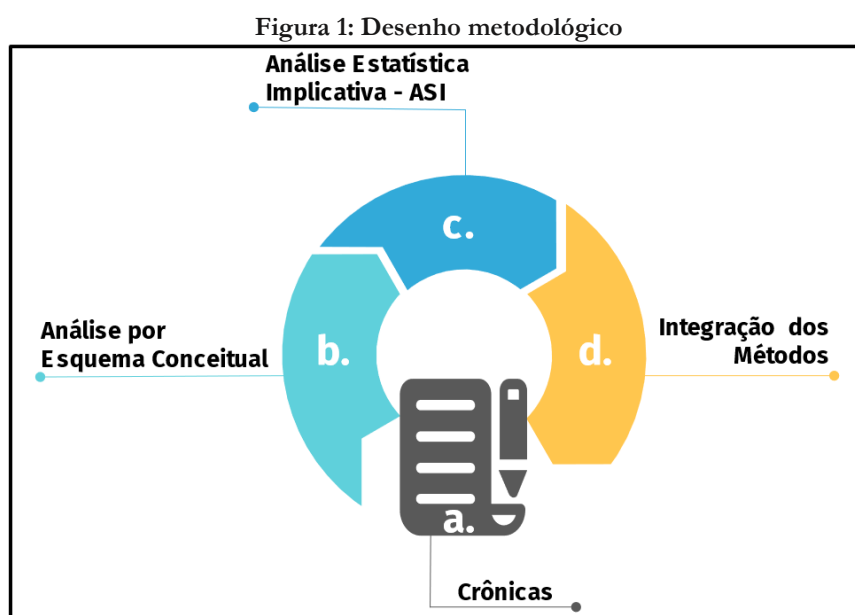 Figura 1: Desenho metodológico
Análise Estatística
Implicativa - ASI
c.
Análise por
Esquema Conceitual
b.
d.
Integração dos
Métodos
a.
Crônicas